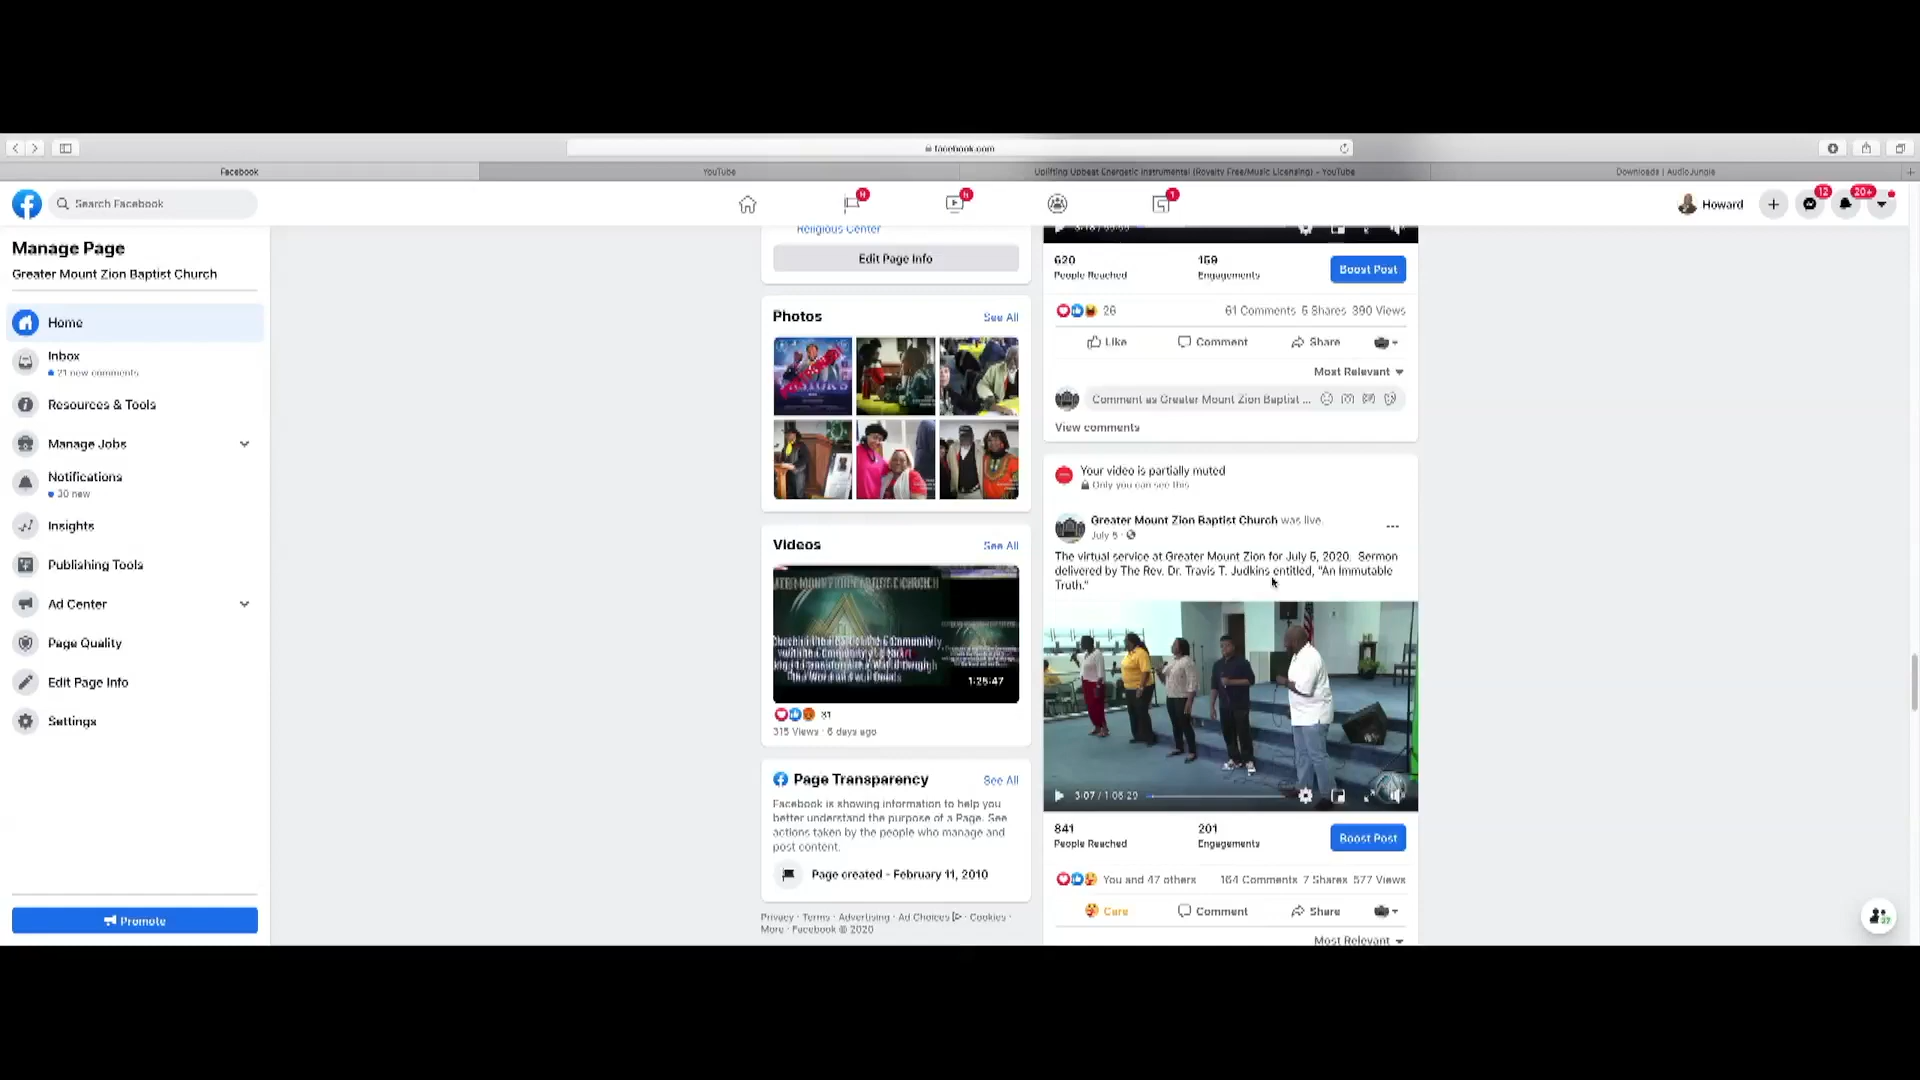 facebook.com
Facebook
YouTube
Uplifting Upbeat Energetic Instrumental (Royalty Free/Music Licensing) - YouTube
Downloads | AudioJungle
Search Facebook
Howard
12
20+
Manage Page
Greater Mount Zion Baptist Church
Home
Inbox
21 new comments
Resources & Tools
Manage Jobs
Notifications
30 new
Insights
Publishing Tools
Ad Center
Page Quality
Edit Page Info
Settings
Promote
Religious Center
Edit Page Info
Photos
See All
Videos
See All
1:25:47
31
315 Views · 6 days ago
Page Transparency
See All
Facebook is showing information to help you
better understand the purpose of a Page. See
actions taken by the people who manage and
post content.
Page created - February 11, 2010
Privacy · Terms · Advertising · Ad Choices · Cookies ·
More · Facebook © 2020
620
People Reached
159
Engagements
Boost Post
26
61 Comments 5 Shares 390 Views
Like
Comment
Share
Most Relevant
Comment as Greater Mount Zion Baptist ...
View comments
Your video is partially muted
Only you can see this
Greater Mount Zion Baptist Church was live.
July 5 ·
The virtual service at Greater Mount Zion for July 5, 2020. Sermon
delivered by The Rev. Dr. Travis T. Judkins entitled, "An Immutable
Truth."
3:07 / 1:06:29
841
People Reached
201
Engagements
Boost Post
You and 47 others
164 Comments 7 Shares 577 Views
Care
Comment
Share
Most Relevant